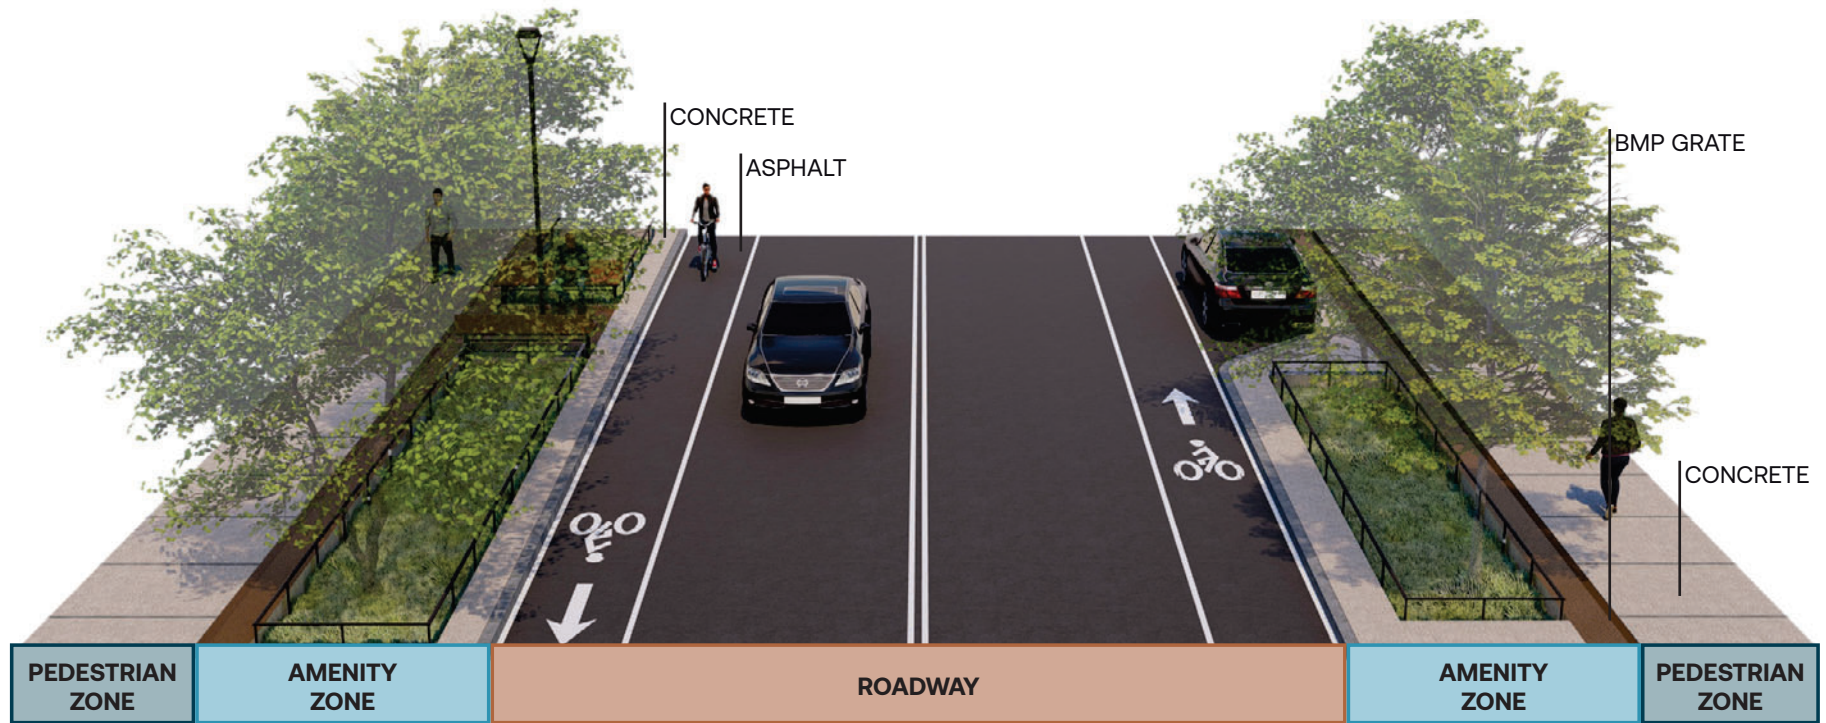 CONCRETE
ASPHALT
BMP GRATE
CONCRETE
PEDESTRIAN
ZONE
AMENITY
ZONE
ROADWAY
AMENITY
ZONE
PEDESTRIAN
ZONE